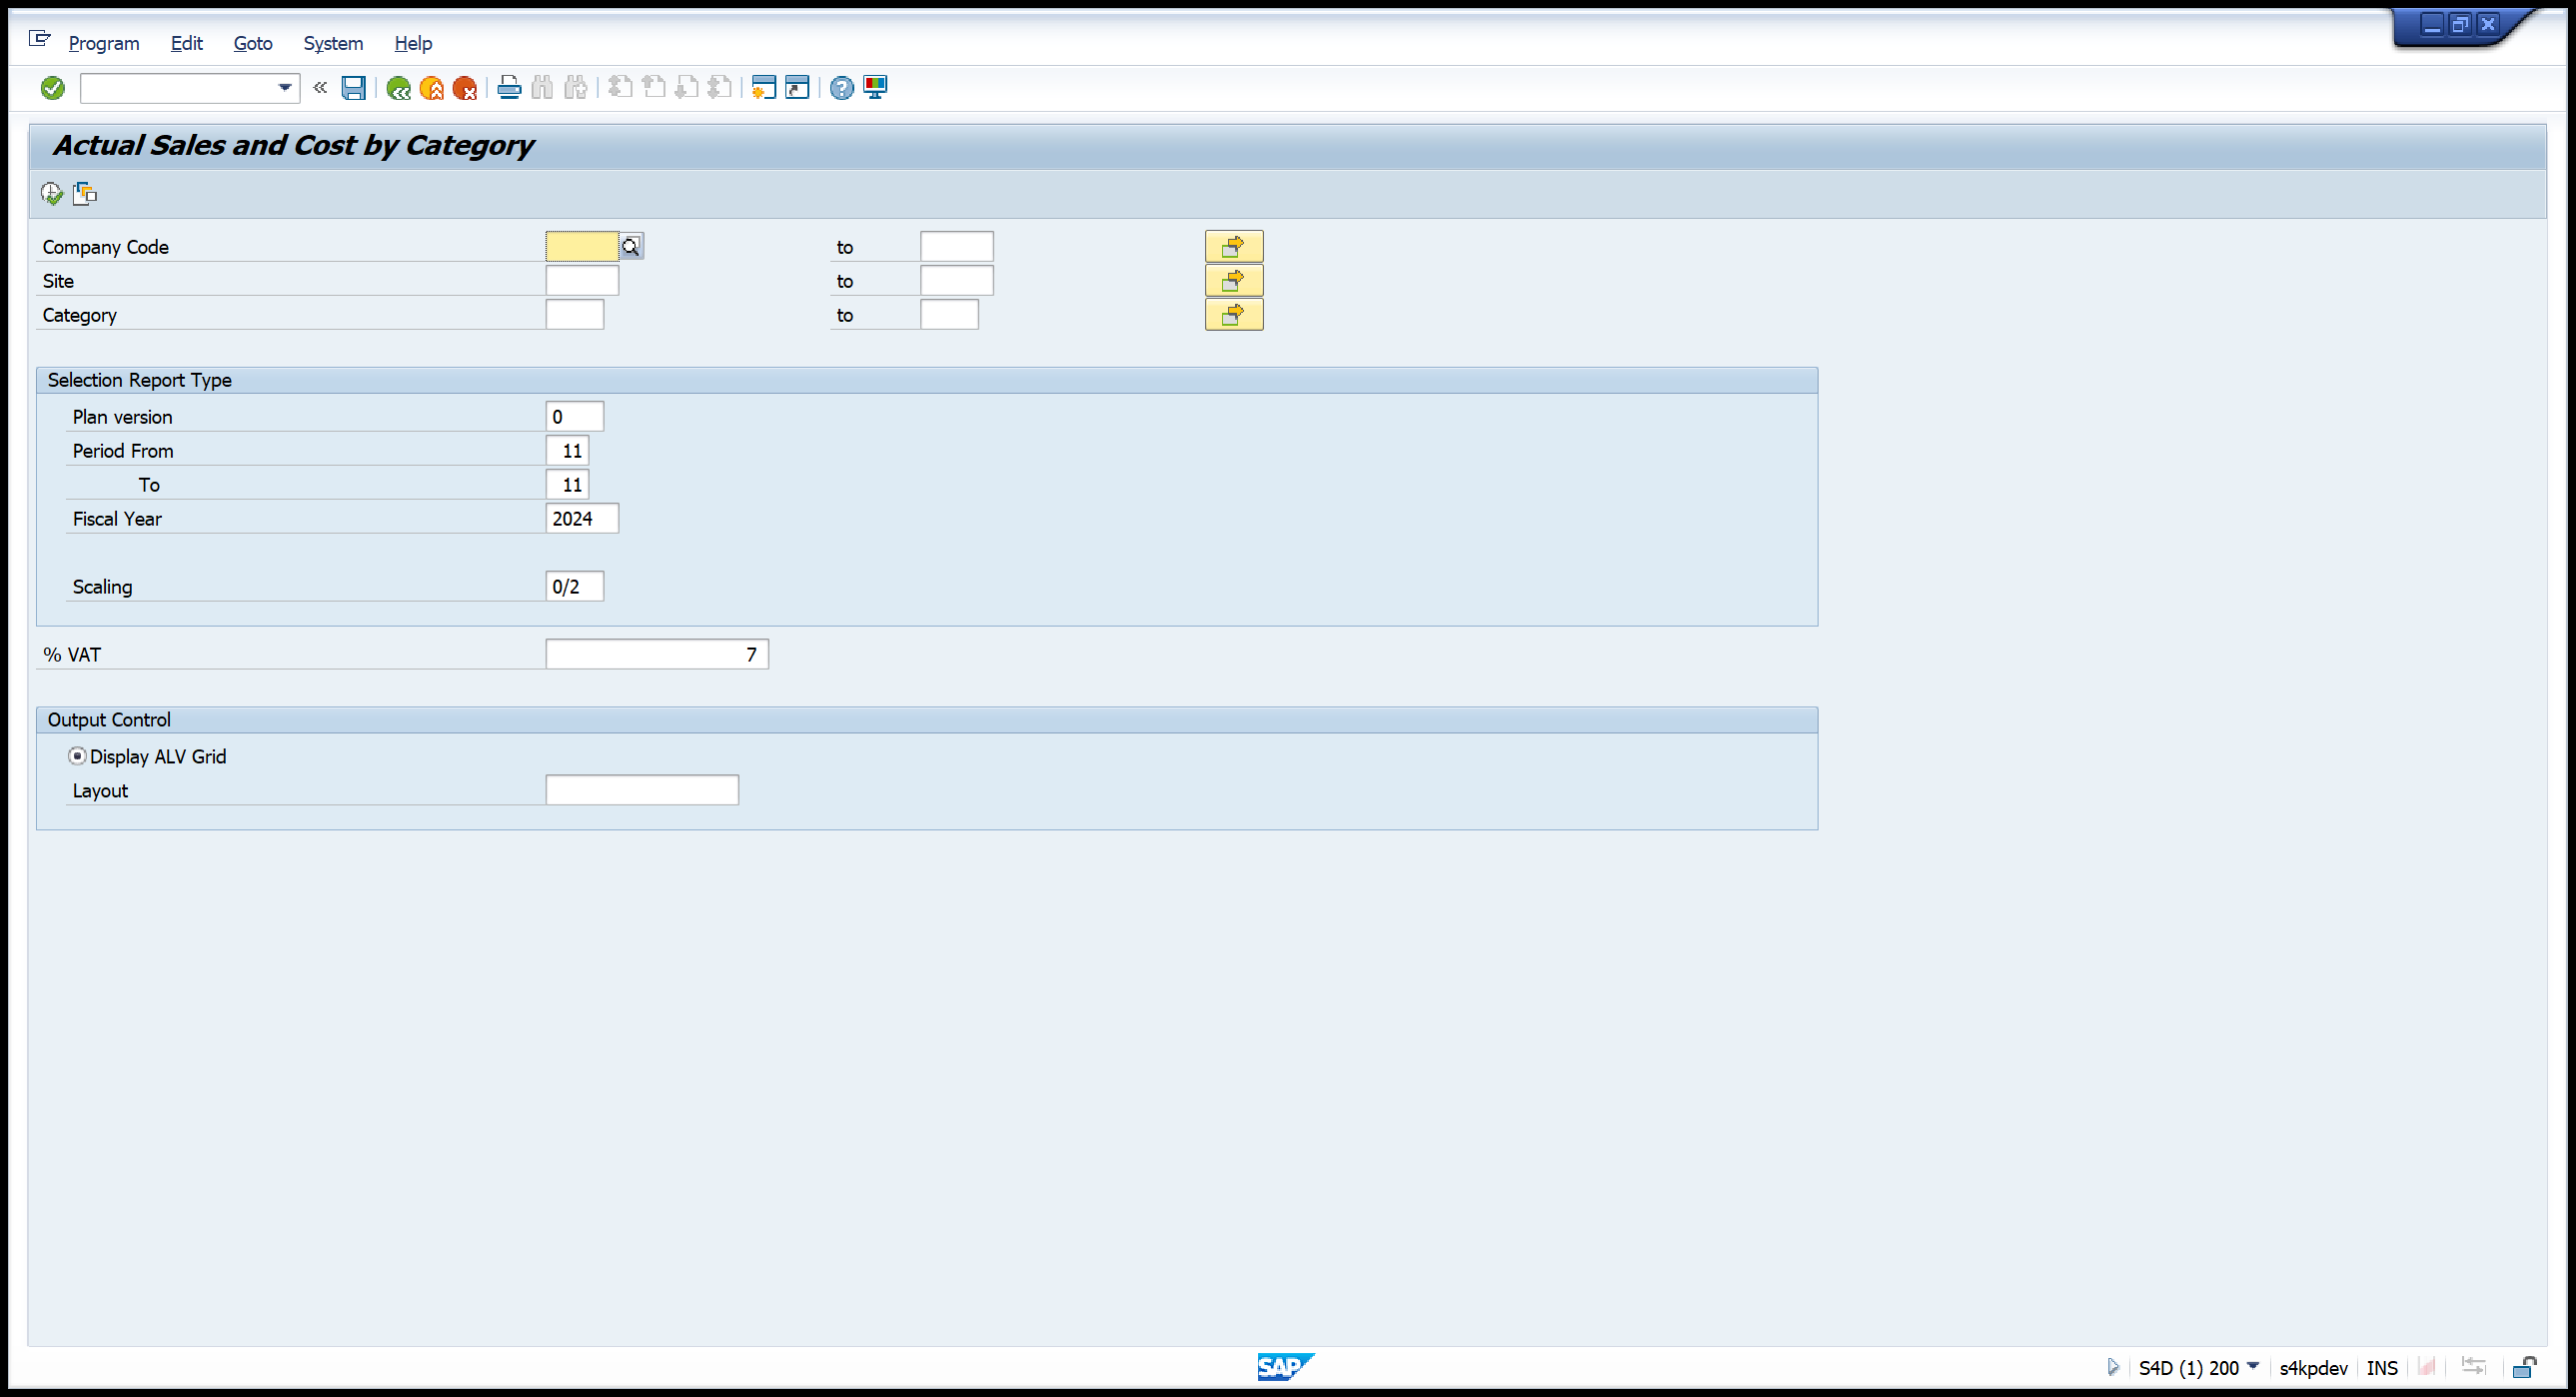 Program Edit Goto System Help
Actual Sales and Cost by Category
Company Code to
Site to
Category to
Selection Report Type
Plan version 0
Period From 11
To 11
Fiscal Year 2024
Scaling 0/2
% VAT 7
Output Control
Display ALV Grid
Layout
SAP S4D (1) 200 s4kpdev INS